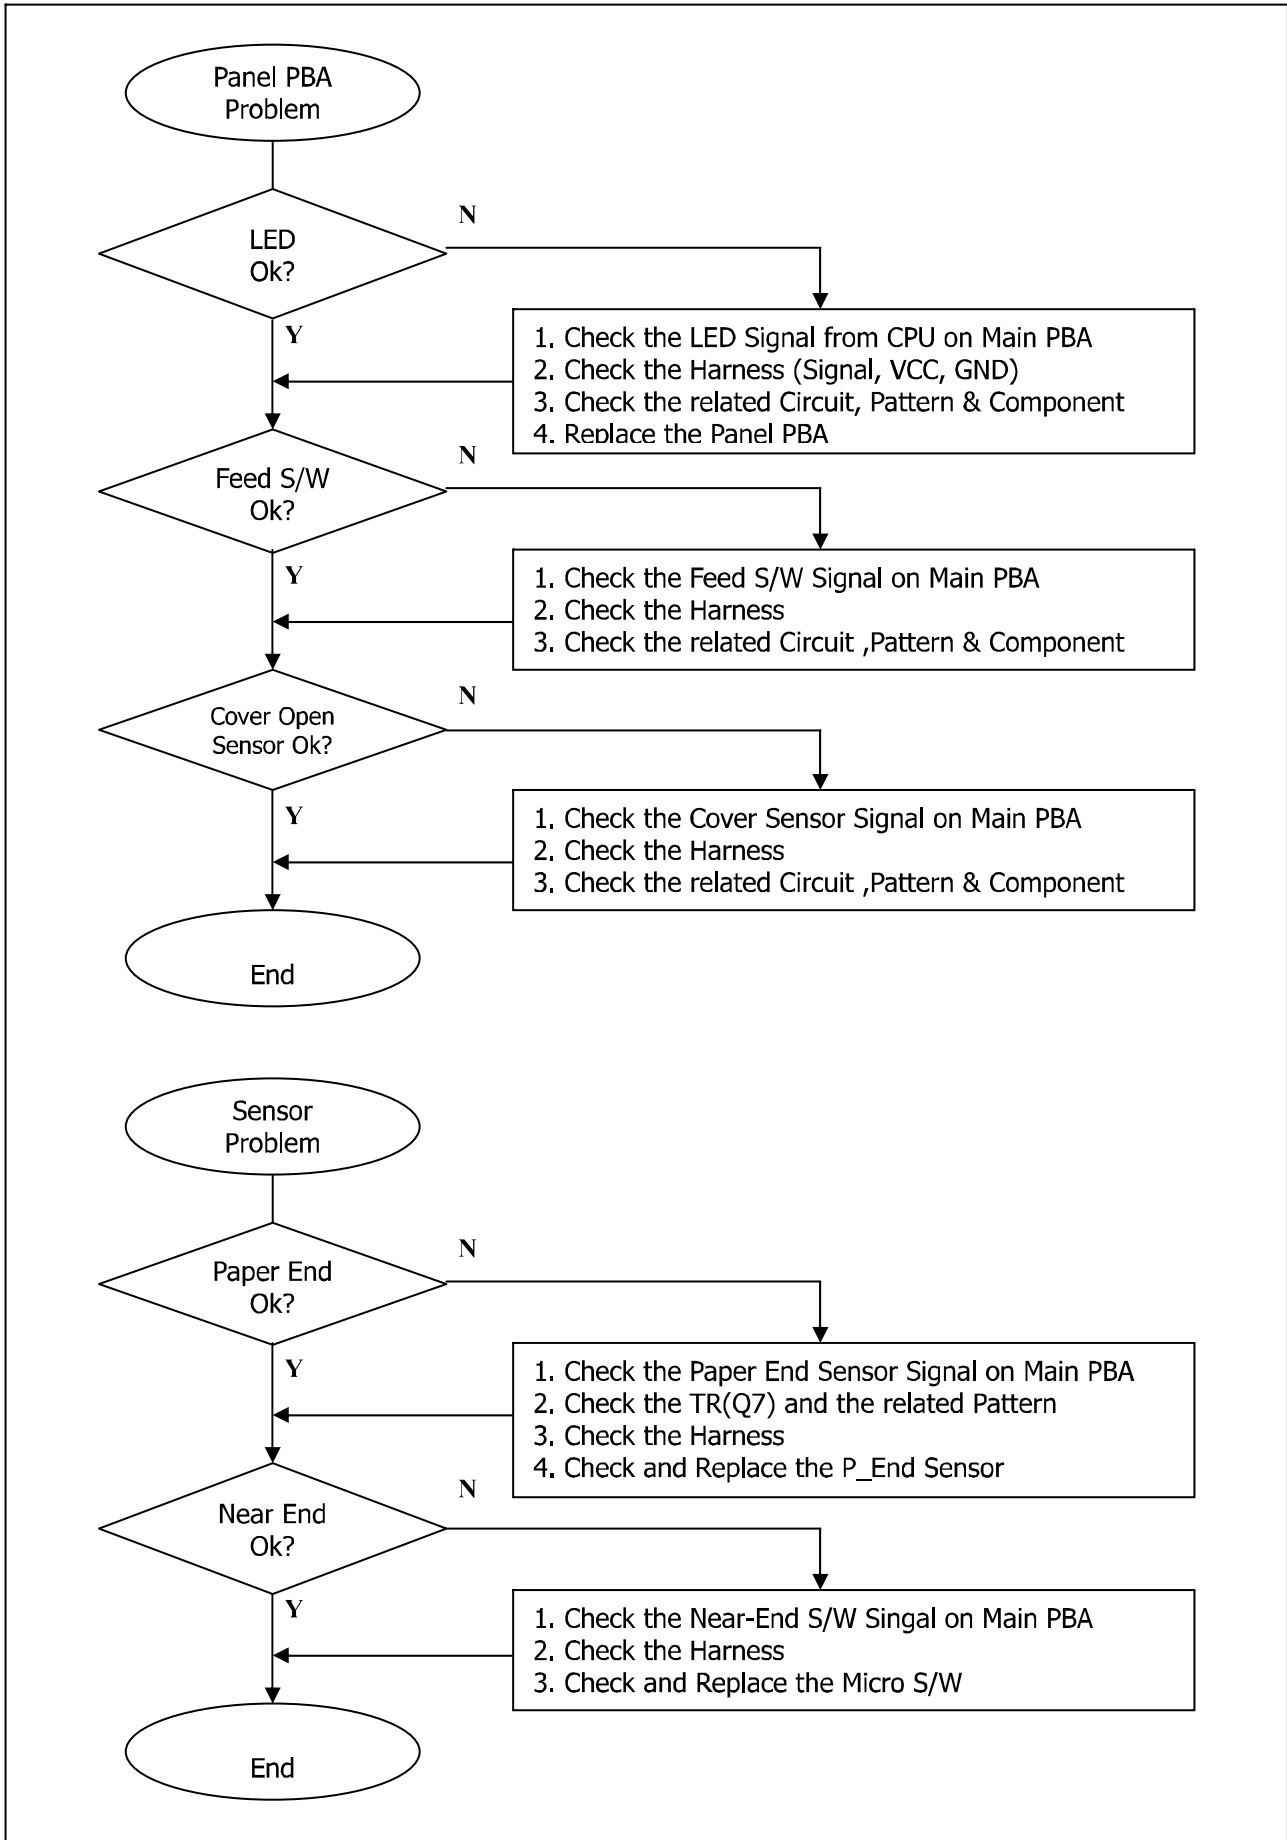 Panel PBA
Problem
N
LED
Ok?
Y
1. Check the LED Signal from CPU on Main PBA
2. Check the Harness (Signal, VCC, GND)
3. Check the related Circuit, Pattern & Component
4. Replace the Panel PBA
N
Feed S/W
Ok?
Y
1. Check the Feed S/W Signal on Main PBA
2. Check the Harness
3. Check the related Circuit ,Pattern & Component
N
Cover Open
Sensor Ok?
Y
1. Check the Cover Sensor Signal on Main PBA
2. Check the Harness
3. Check the related Circuit ,Pattern & Component
End
Sensor
Problem
N
Paper End
Ok?
Y
1. Check the Paper End Sensor Signal on Main PBA
2. Check the TR(Q7) and the related Pattern
3. Check the Harness
4. Check and Replace the P_End Sensor
N
Near End
Ok?
Y
1. Check the Near-End S/W Singal on Main PBA
2. Check the Harness
3. Check and Replace the Micro S/W
End